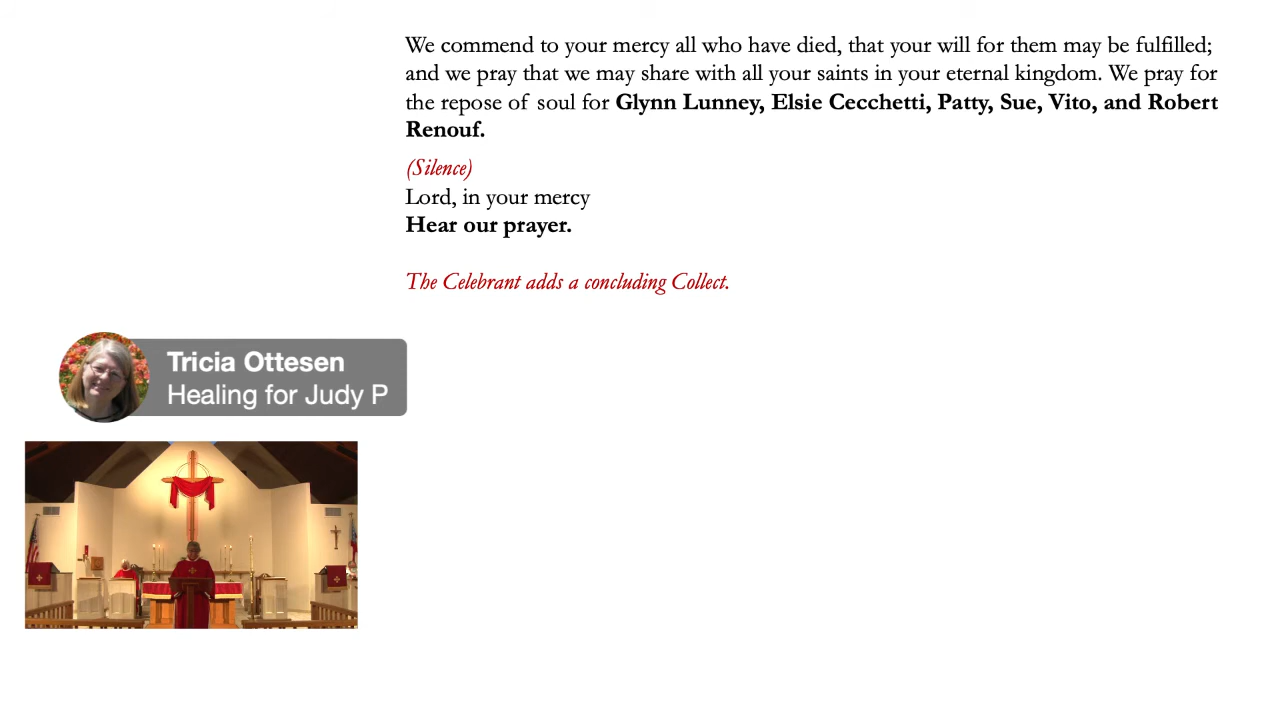 We commend to your mercy all who have died, that your will for them may be fulfilled;
and we pray that we may share with all your saints in your eternal kingdom. We pray for
the repose of soul for Glynn Lunney, Elsie Cecchetti, Patty, Sue, Vito, and Robert
Renouf.
(Silence)
Lord, in your mercy
Hear our prayer.
The Celebrant adds a concluding Collect.
Tricia Ottesen
Healing for Judy P